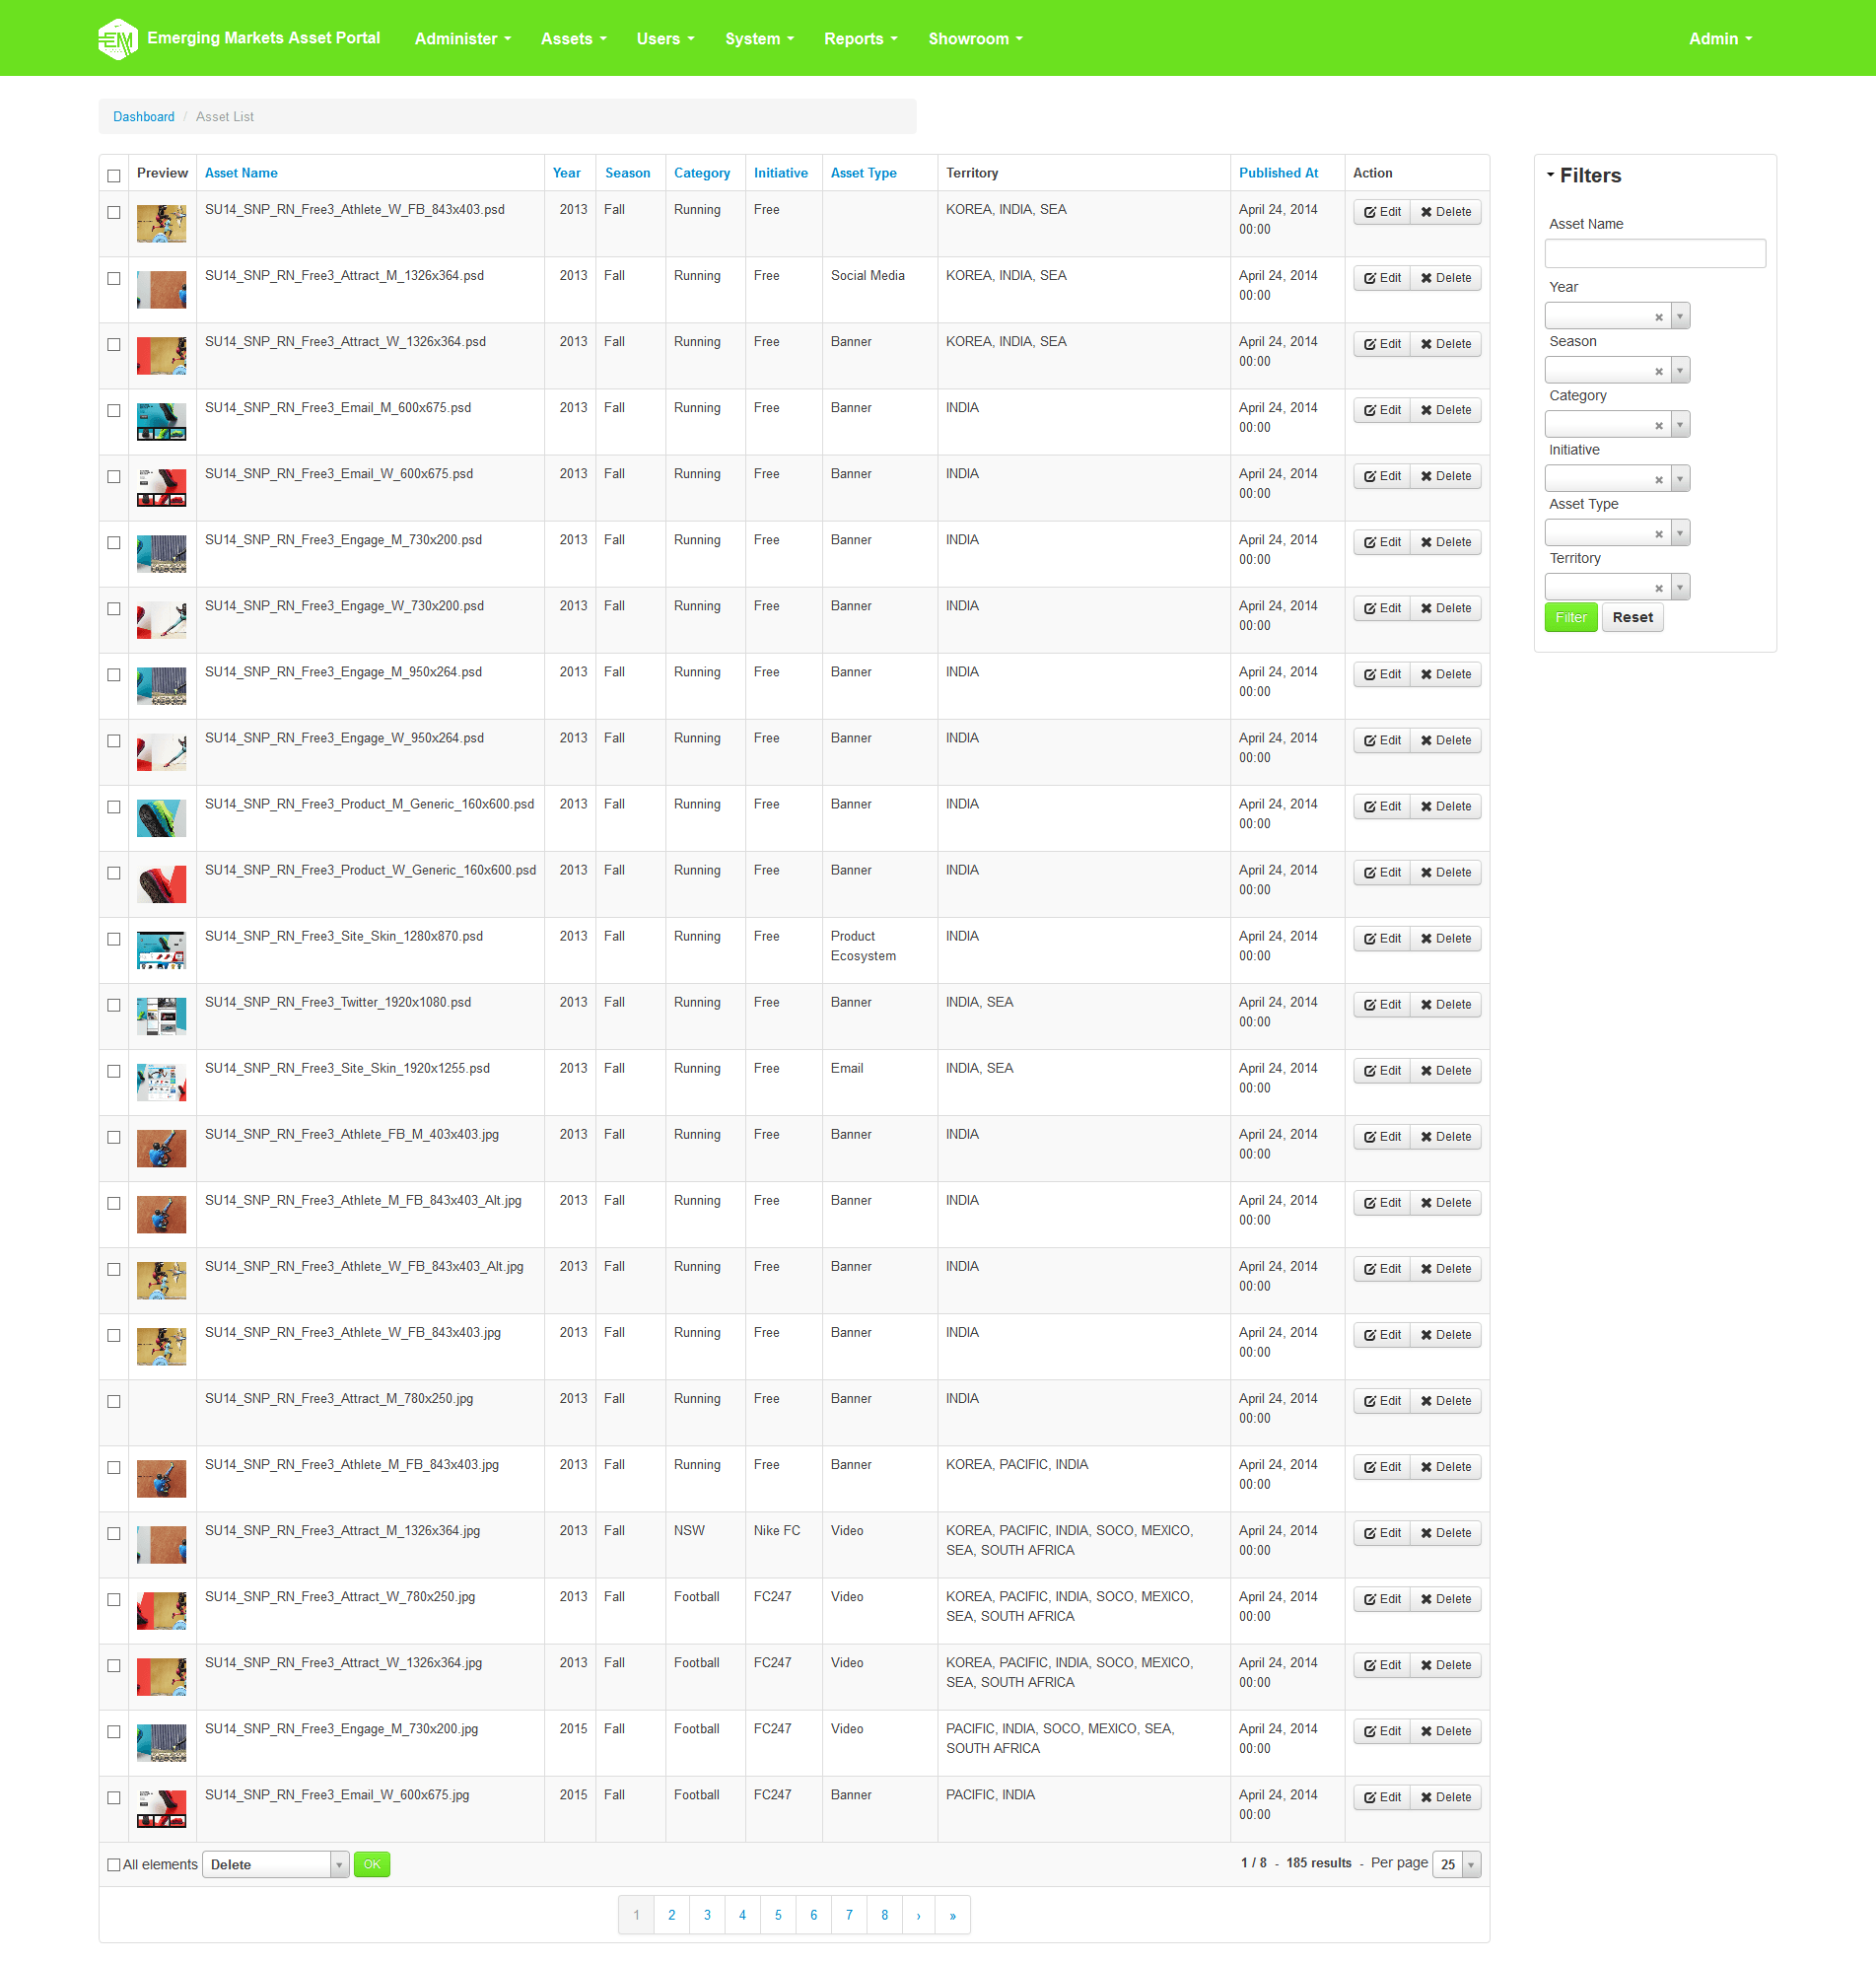 EM Emerging Markets Asset Portal Administer Assets Users System Reports Showroom Admin
Dashboard / Asset List
Preview Asset Name Year Season Category Initiative Asset Type Territory Published At Action
SU14_SNP_RN_Free3_Athlete_W_FB_843x403.psd 2013 Fall Running Free KOREA, INDIA, SEA April 24, 2014 Edit Delete
00:00
SU14_SNP_RN_Free3_Attract_M_1326x364.psd 2013 Fall Running Free Social Media KOREA, INDIA, SEA April 24, 2014 Edit Delete
00:00
SU14_SNP_RN_Free3_Attract_W_1326x364.psd 2013 Fall Running Free Banner KOREA, INDIA, SEA April 24, 2014 Edit Delete
00:00
SU14_SNP_RN_Free3_Email_M_600x675.psd 2013 Fall Running Free Banner INDIA April 24, 2014 Edit Delete
00:00
SU14_SNP_RN_Free3_Email_W_600x675.psd 2013 Fall Running Free Banner INDIA April 24, 2014 Edit Delete
00:00
SU14_SNP_RN_Free3_Engage_M_730x200.psd 2013 Fall Running Free Banner INDIA April 24, 2014 Edit Delete
00:00
SU14_SNP_RN_Free3_Engage_W_730x200.psd 2013 Fall Running Free Banner INDIA April 24, 2014 Edit Delete
00:00
SU14_SNP_RN_Free3_Engage_M_950x264.psd 2013 Fall Running Free Banner INDIA April 24, 2014 Edit Delete
00:00
SU14_SNP_RN_Free3_Engage_W_950x264.psd 2013 Fall Running Free Banner INDIA April 24, 2014 Edit Delete
00:00
SU14_SNP_RN_Free3_Product_M_Generic_160x600.psd 2013 Fall Running Free Banner INDIA April 24, 2014 Edit Delete
00:00
SU14_SNP_RN_Free3_Product_W_Generic_160x600.psd 2013 Fall Running Free Banner INDIA April 24, 2014 Edit Delete
00:00
SU14_SNP_RN_Free3_Site_Skin_1280x870.psd 2013 Fall Running Free Product INDIA April 24, 2014 Edit Delete
Ecosystem 00:00
SU14_SNP_RN_Free3_Twitter_1920x1080.psd 2013 Fall Running Free Banner INDIA, SEA April 24, 2014 Edit Delete
00:00
SU14_SNP_RN_Free3_Site_Skin_1920x1255.psd 2013 Fall Running Free Email INDIA, SEA April 24, 2014 Edit Delete
00:00
SU14_SNP_RN_Free3_Athlete_FB_M_403x403.jpg 2013 Fall Running Free Banner INDIA April 24, 2014 Edit Delete
00:00
SU14_SNP_RN_Free3_Athlete_M_FB_843x403_Alt.jpg 2013 Fall Running Free Banner INDIA April 24, 2014 Edit Delete
00:00
SU14_SNP_RN_Free3_Athlete_W_FB_843x403_Alt.jpg 2013 Fall Running Free Banner INDIA April 24, 2014 Edit Delete
00:00
SU14_SNP_RN_Free3_Athlete_W_FB_843x403.jpg 2013 Fall Running Free Banner INDIA April 24, 2014 Edit Delete
00:00
SU14_SNP_RN_Free3_Attract_M_780x250.jpg 2013 Fall Running Free Banner INDIA April 24, 2014 Edit Delete
00:00
SU14_SNP_RN_Free3_Athlete_M_FB_843x403.jpg 2013 Fall Running Free Banner KOREA, PACIFIC, INDIA April 24, 2014 Edit Delete
00:00
SU14_SNP_RN_Free3_Attract_M_1326x364.jpg 2013 Fall NSW Nike FC Video KOREA, PACIFIC, INDIA, SOCO, MEXICO, April 24, 2014 Edit Delete
SEA, SOUTH AFRICA 00:00
SU14_SNP_RN_Free3_Attract_W_780x250.jpg 2013 Fall Football FC247 Video KOREA, PACIFIC, INDIA, SOCO, MEXICO, April 24, 2014 Edit Delete
SEA, SOUTH AFRICA 00:00
SU14_SNP_RN_Free3_Attract_W_1326x364.jpg 2013 Fall Football FC247 Video KOREA, PACIFIC, INDIA, SOCO, MEXICO, April 24, 2014 Edit Delete
SEA, SOUTH AFRICA 00:00
SU14_SNP_RN_Free3_Engage_M_730x200.jpg 2015 Fall Football FC247 Video PACIFIC, INDIA, SOCO, MEXICO, SEA, April 24, 2014 Edit Delete
SOUTH AFRICA 00:00
SU14_SNP_RN_Free3_Email_W_600x675.jpg 2015 Fall Football FC247 Banner PACIFIC, INDIA April 24, 2014 Edit Delete
00:00
All elements Delete OK 1 / 8 - 185 results - Per page 25
1 2 3 4 5 6 7 8 › »
Filters
Asset Name
Year
Season
Category
Initiative
Asset Type
Territory
Filter Reset